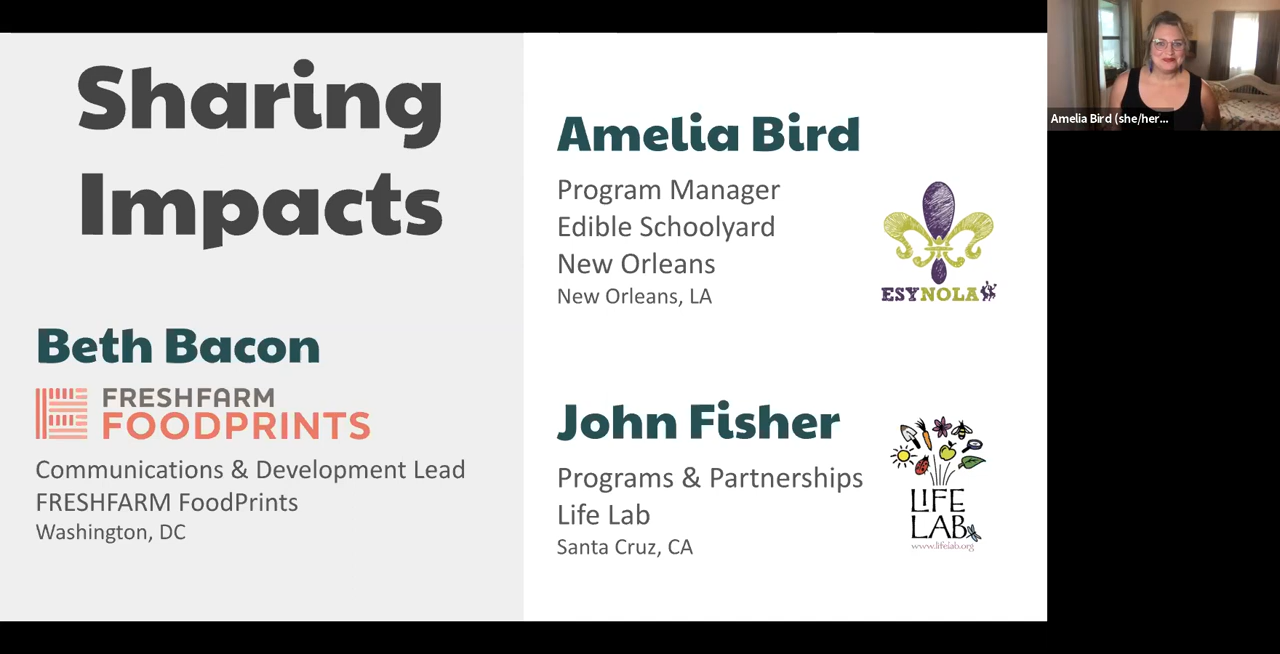 Sharing
Impacts
Beth Bacon
FRESHFARM
FOODPRINTS
Communications & Development Lead
FRESHFARM FoodPrints
Washington, DC
Amelia Bird
Program Manager
Edible Schoolyard
New Orleans
New Orleans, LA
ESYNOLA
John Fisher
Programs & Partnerships
Life Lab
Santa Cruz, CA
LIFE
LAB
www.lifelab.org
Amelia Bird (she/her...